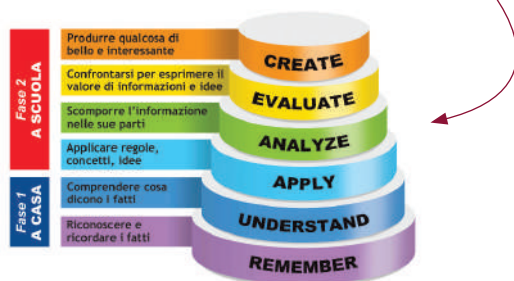 Fase 2
A SCUOLA
Produrre qualcosa di
bello e interessante
CREATE
Confrontarsi per esprimere il
valore di informazioni e idee
EVALUATE
Scomporre l'informazione
nelle sue parti
ANALYZE
Applicare regole,
concetti, idee
APPLY
Fase 1
A CASA
Comprendere cosa
dicono i fatti
UNDERSTAND
Riconoscere e
ricordare i fatti
REMEMBER